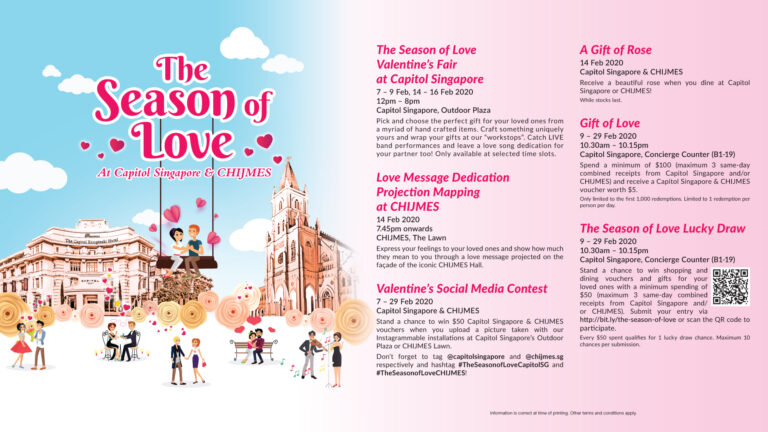 The
Season of
Love
At Capitol Singapore & CHIJMES
The Capitol Kempinski Hotel
CAPITOL
The Season of Love
Valentine's Fair
at Capitol Singapore
7 – 9 Feb, 14 – 16 Feb 2020
12pm – 8pm
Capitol Singapore, Outdoor Plaza
Pick and choose the perfect gift for your loved ones from
a myriad of hand crafted items. Craft something uniquely
yours and wrap your gifts at our "workstops". Catch LIVE
band performances and leave a love song dedication for
your partner too! Only available at selected time slots.
Love Message Dedication
Projection Mapping
at CHIJMES
14 Feb 2020
7.45pm onwards
CHIJMES, The Lawn
Express your feelings to your loved ones and show how much
they mean to you through a love message projected on the
façade of the iconic CHIJMES Hall.
Valentine's Social Media Contest
7 – 29 Feb 2020
Capitol Singapore & CHIJMES
Stand a chance to win $50 Capitol Singapore & CHIJMES
vouchers when you upload a picture taken with our
Instagrammable installations at Capitol Singapore's Outdoor
Plaza or CHIJMES Lawn.
Don't forget to tag @capitolsingapore and @chijmes.sg
respectively and hashtag #TheSeasonofLoveCapitolSG and
#TheSeasonofLoveCHIJMES!
A Gift of Rose
14 Feb 2020
Capitol Singapore & CHIJMES
Receive a beautiful rose when you dine at Capitol
Singapore or CHIJMES!
While stocks last.
Gift of Love
9 – 29 Feb 2020
10.30am – 10.15pm
Capitol Singapore, Concierge Counter (B1-19)
Spend a minimum of $100 (maximum 3 same-day
combined receipts from Capitol Singapore and/or
CHIJMES) and receive a Capitol Singapore & CHIJMES
voucher worth $5.
Only limited to the first 1,000 redemptions. Limited to 1 redemption per
person per day.
The Season of Love Lucky Draw
9 – 29 Feb 2020
10.30am – 10.15pm
Capitol Singapore, Concierge Counter (B1-19)
Stand a chance to win shopping and
dining vouchers and gifts for your
loved ones with a minimum spending of
$50 (maximum 3 same-day combined
receipts from Capitol Singapore and/
or CHIJMES). Submit your entry via
http://bit.ly/the-season-of-love or scan the QR code to
participate.
Every $50 spent qualifies for 1 lucky draw chance. Maximum 10
chances per submission.
Information is correct at time of printing. Other terms and conditions apply.